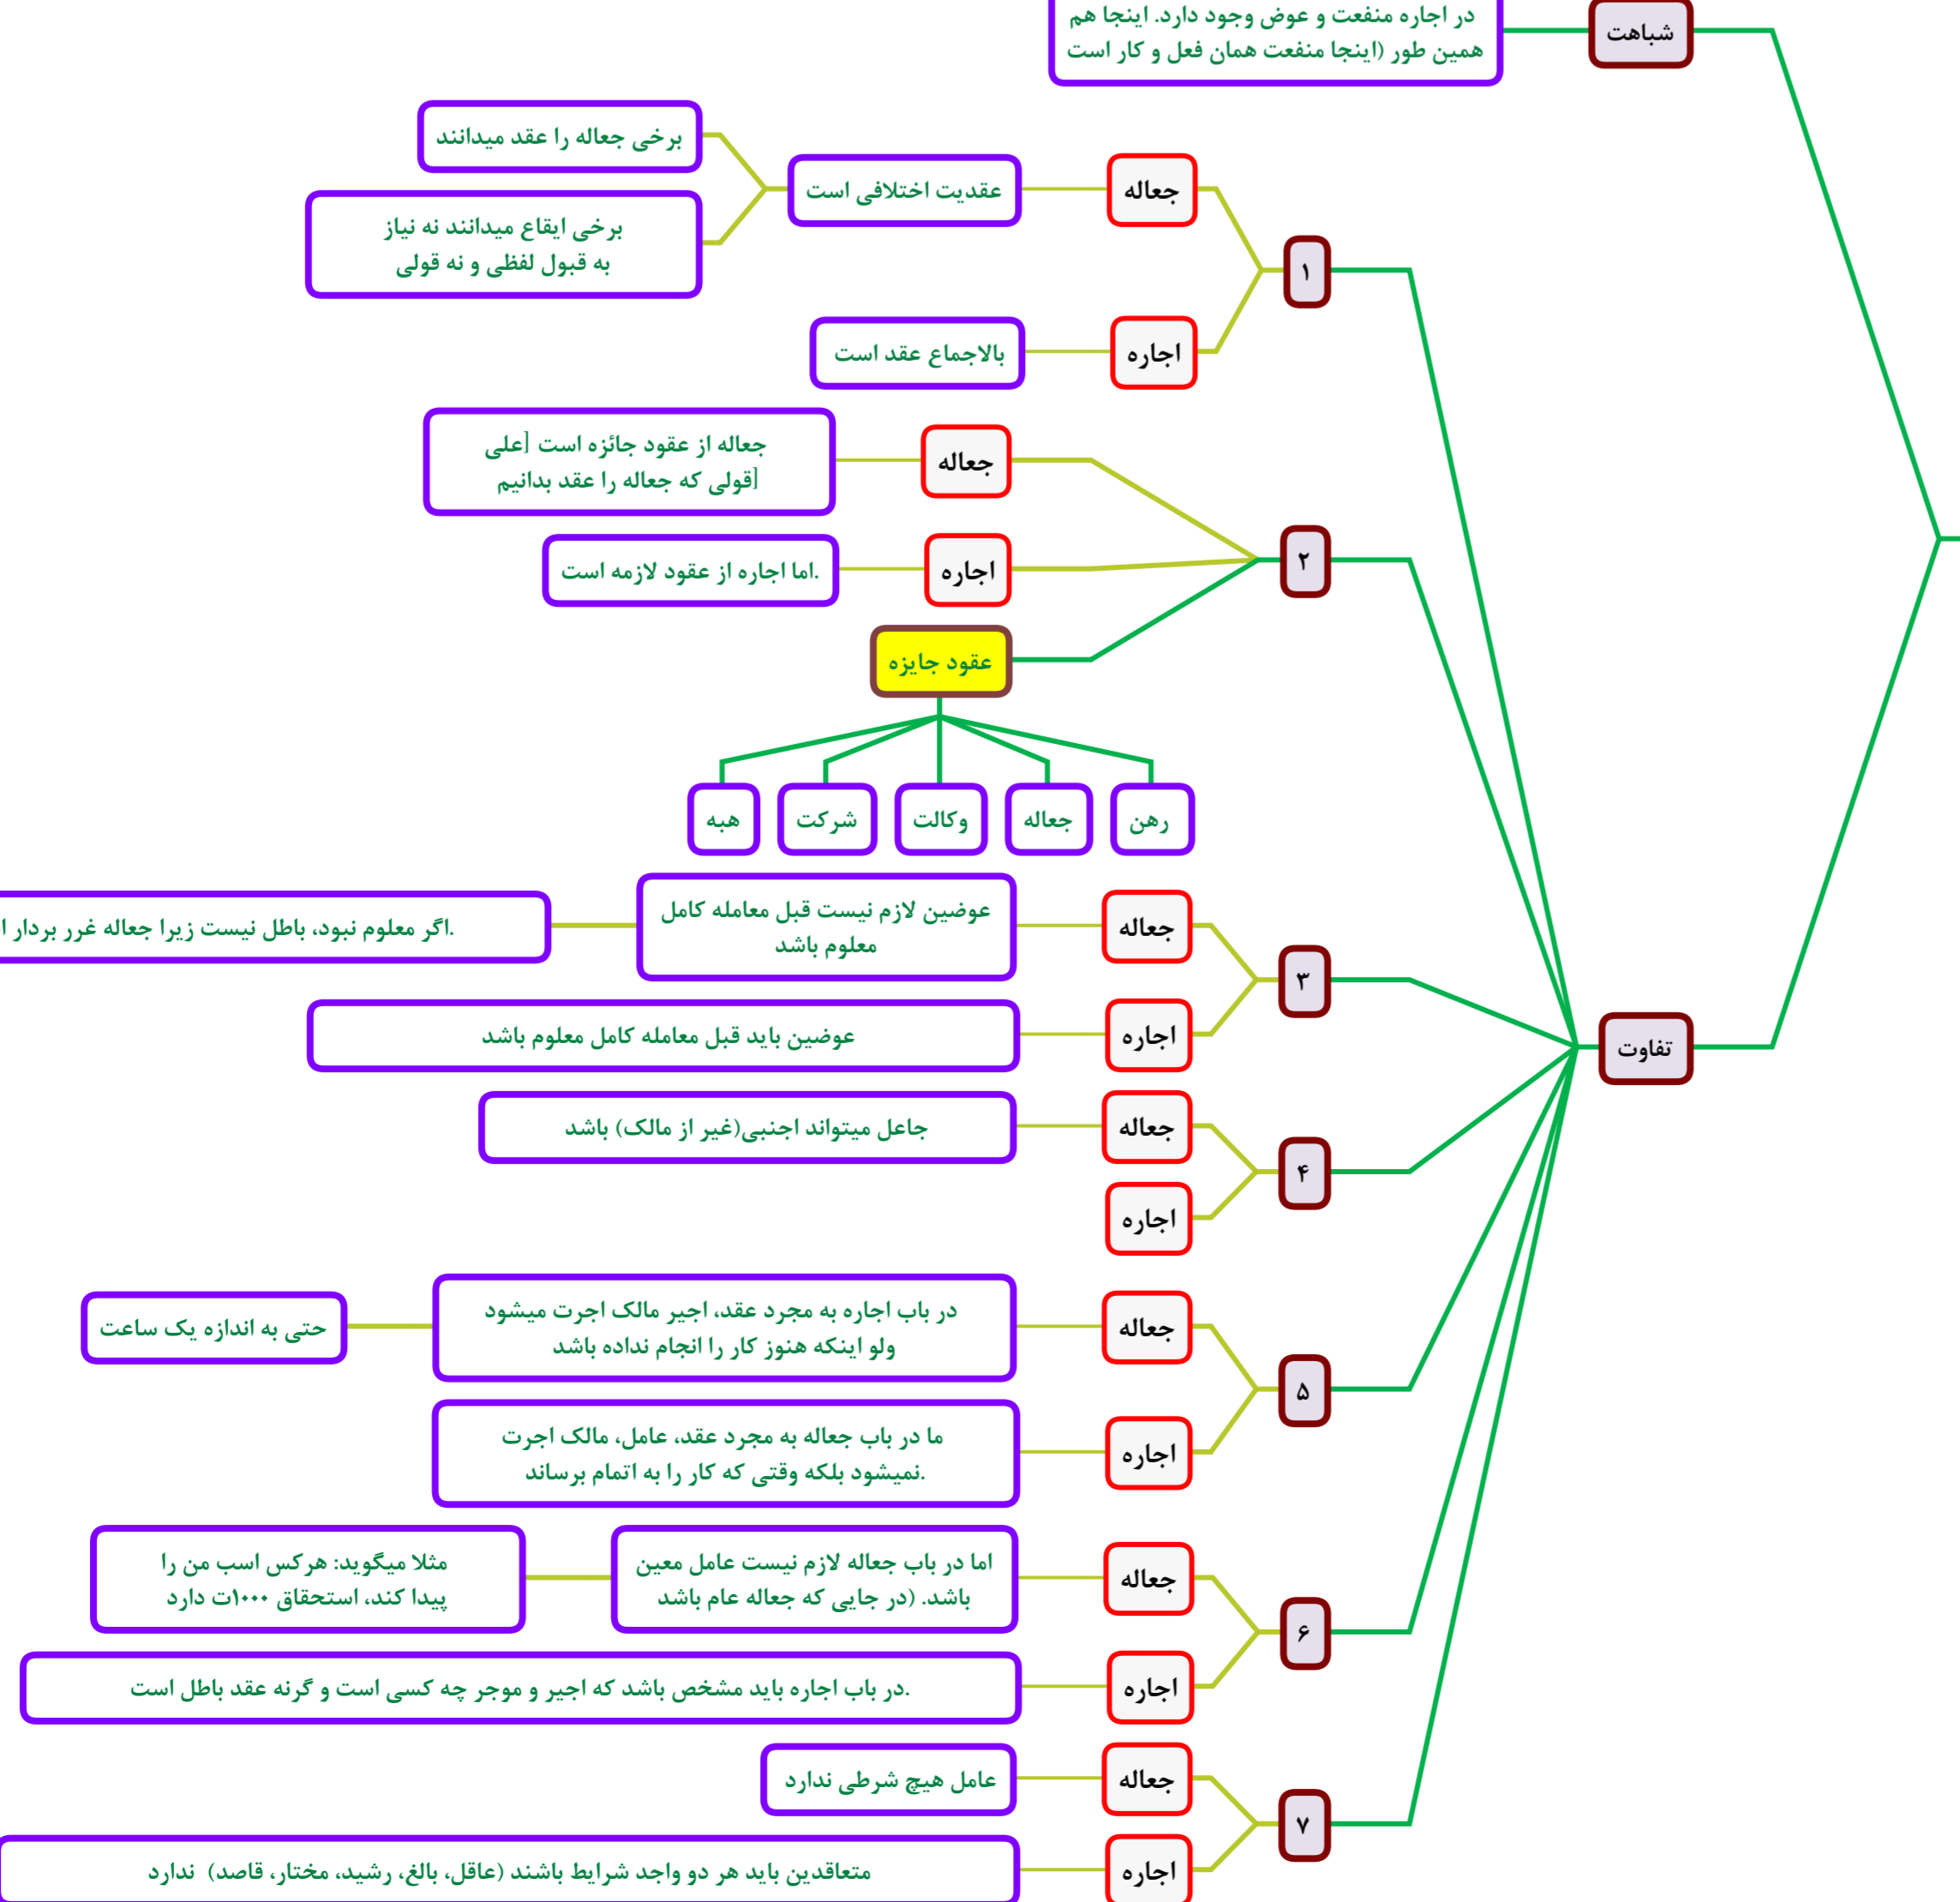 شباهت
در اجاره منفعت و عوض وجود دارد. اینجا هم
همین طور (اینجا منفعت همان فعل و کار است
تفاوت
۱
جعاله
عقدیت اختلافی است
برخی جعاله را عقد میدانند
برخی ایقاع میدانند نه نیاز
به قبول لفظی و نه قولی
اجاره
بالاجماع عقد است
۲
جعاله
جعاله از عقود جائزه است [علی
قولی که جعاله را عقد بدانیم]
اجاره
اما اجاره از عقود لازمه است.
عقود جایزه
رهن
جعاله
وکالت
شرکت
هبه
۳
جعاله
عوضین لازم نیست قبل معامله کامل
معلوم باشد
.اگر معلوم نبود، باطل نیست زیرا جعاله غرر بردار
اجاره
عوضین باید قبل معامله کامل معلوم باشد
۴
جعاله
جاعل میتواند اجنبی(غیر از مالک) باشد
اجاره
۵
جعاله
در باب اجاره به مجرد عقد، اجیر مالک اجرت میشود
ولو اینکه هنوز کار را انجام نداده باشد
حتی به اندازه یک ساعت
اجاره
ما در باب جعاله به مجرد عقد، عامل، مالک اجرت
.نمیشود بلکه وقتی که کار را به اتمام برساند
۶
جعاله
اما در باب جعاله لازم نیست عامل معین
باشد. (در جایی که جعاله عام باشد
مثلا میگوید: هرکس اسب من را
پیدا کند، استحقاق ۱۰۰۰ت دارد
اجاره
.در باب اجاره باید مشخص باشد که اجیر و موجر چه کسی است و گرنه عقد باطل است
۷
جعاله
عامل هیچ شرطی ندارد
اجاره
متعاقدین باید هر دو واجد شرایط باشند (عاقل، بالغ، رشید، مختار، قاصد) ندارد